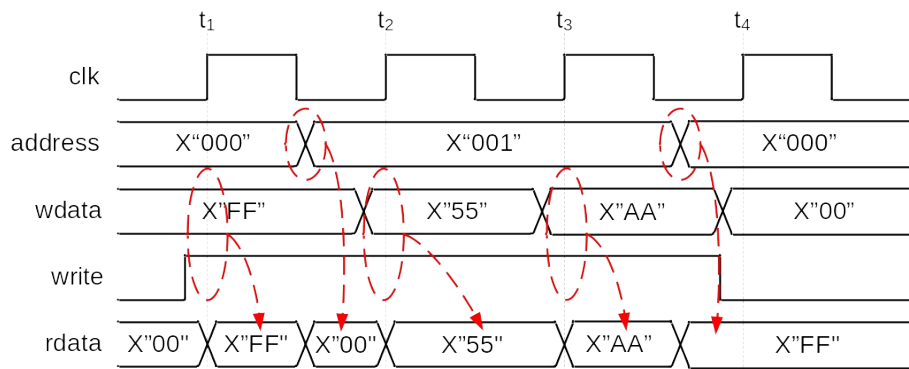 t1 t2 t3 t4
clk
address X“000” X“001” X“000”
wdata X”FF” X”55” X”AA” X”00”
write
rdata X”00" X”FF" X”00" X”55" X”AA” X”FF"